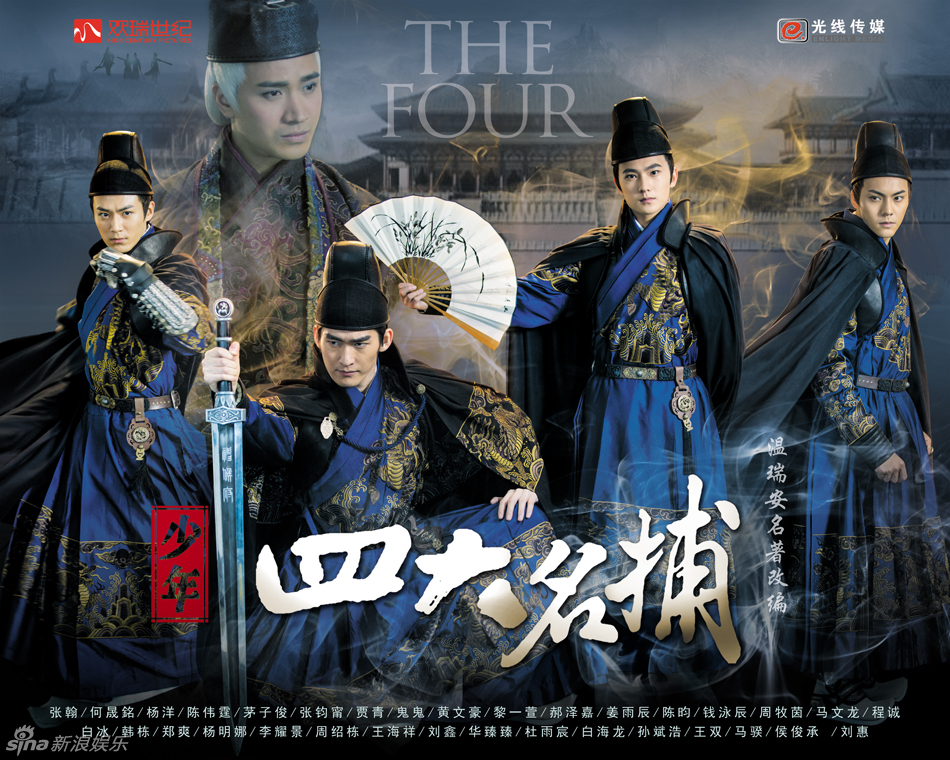 欢瑞世纪
THE
FOUR
光线传媒
ENLIGHT MEDIA
少年
四大名捕
温瑞安名著改编
张翰/何晟铭/杨洋/陈伟霆/茅子俊/张钧甯/贾青/鬼鬼/黄文豪/黎一萱/郝泽嘉/姜雨辰/陈昀/钱泳辰/周牧茵/马文龙/程诚
白冰/韩栋/郑爽/杨明娜/李耀景/周绍栋/王海祥/刘鑫/华臻臻/杜雨宸/白海龙/孙斌浩/王双/马骙/侯俊承/刘惠
sina新浪娱乐